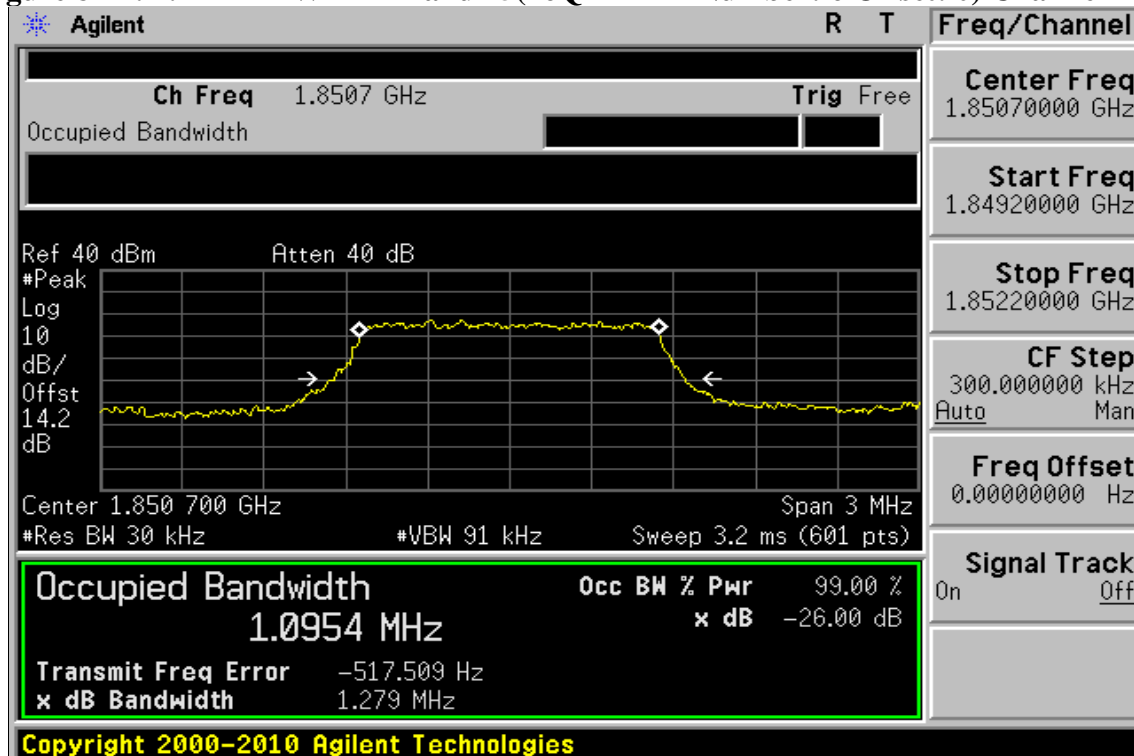 Agilent
R T
Freq/Channel
Ch Freq 1.8507 GHz
Trig Free
Occupied Bandwidth
Center Freq
1.85070000 GHz
Start Freq
1.84920000 GHz
Stop Freq
1.85220000 GHz
CF Step
300.000000 kHz
Auto Man
Freq Offset
0.00000000 Hz
Signal Track
On Off
Ref 40 dBm
Atten 40 dB
#Peak
Log
10
dB/
Offst
14.2
dB
Center 1.850 700 GHz
Span 3 MHz
#Res BW 30 kHz
#VBW 91 kHz
Sweep 3.2 ms (601 pts)
Occupied Bandwidth
1.0954 MHz
Occ BW % Pwr 99.00 %
x dB -26.00 dB
Transmit Freq Error -517.509 Hz
x dB Bandwidth 1.279 MHz
Copyright 2000-2010 Agilent Technologies